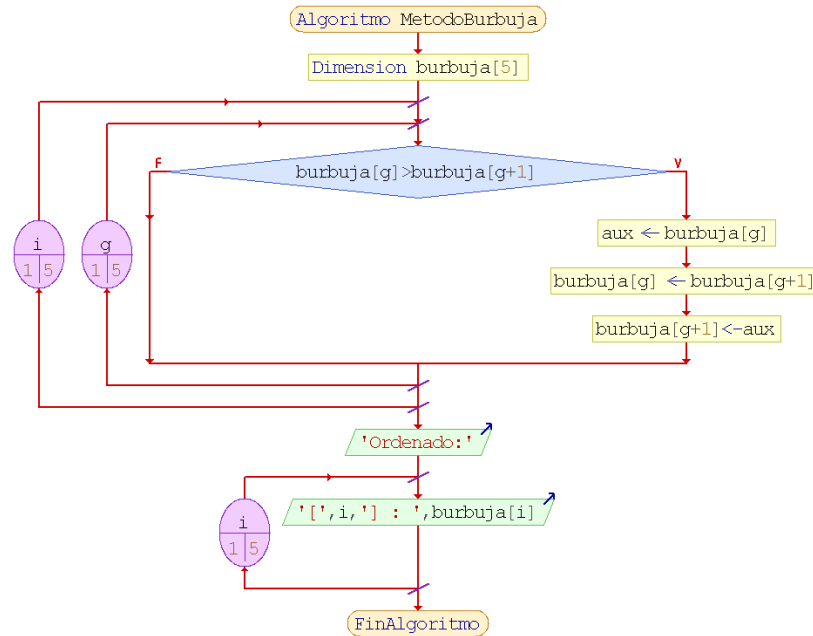 Algoritmo MetodoBurbuja
Dimension burbuja[5]
F
V
burbuja[g]>burbuja[g+1]
aux ← burbuja[g]
i
1 5
g
1 5
burbuja[g] ← burbuja[g+1]
burbuja[g+1]<-aux
'Ordenado:'
'[',i,'] : ',burbuja[i]
i
1 5
FinAlgoritmo